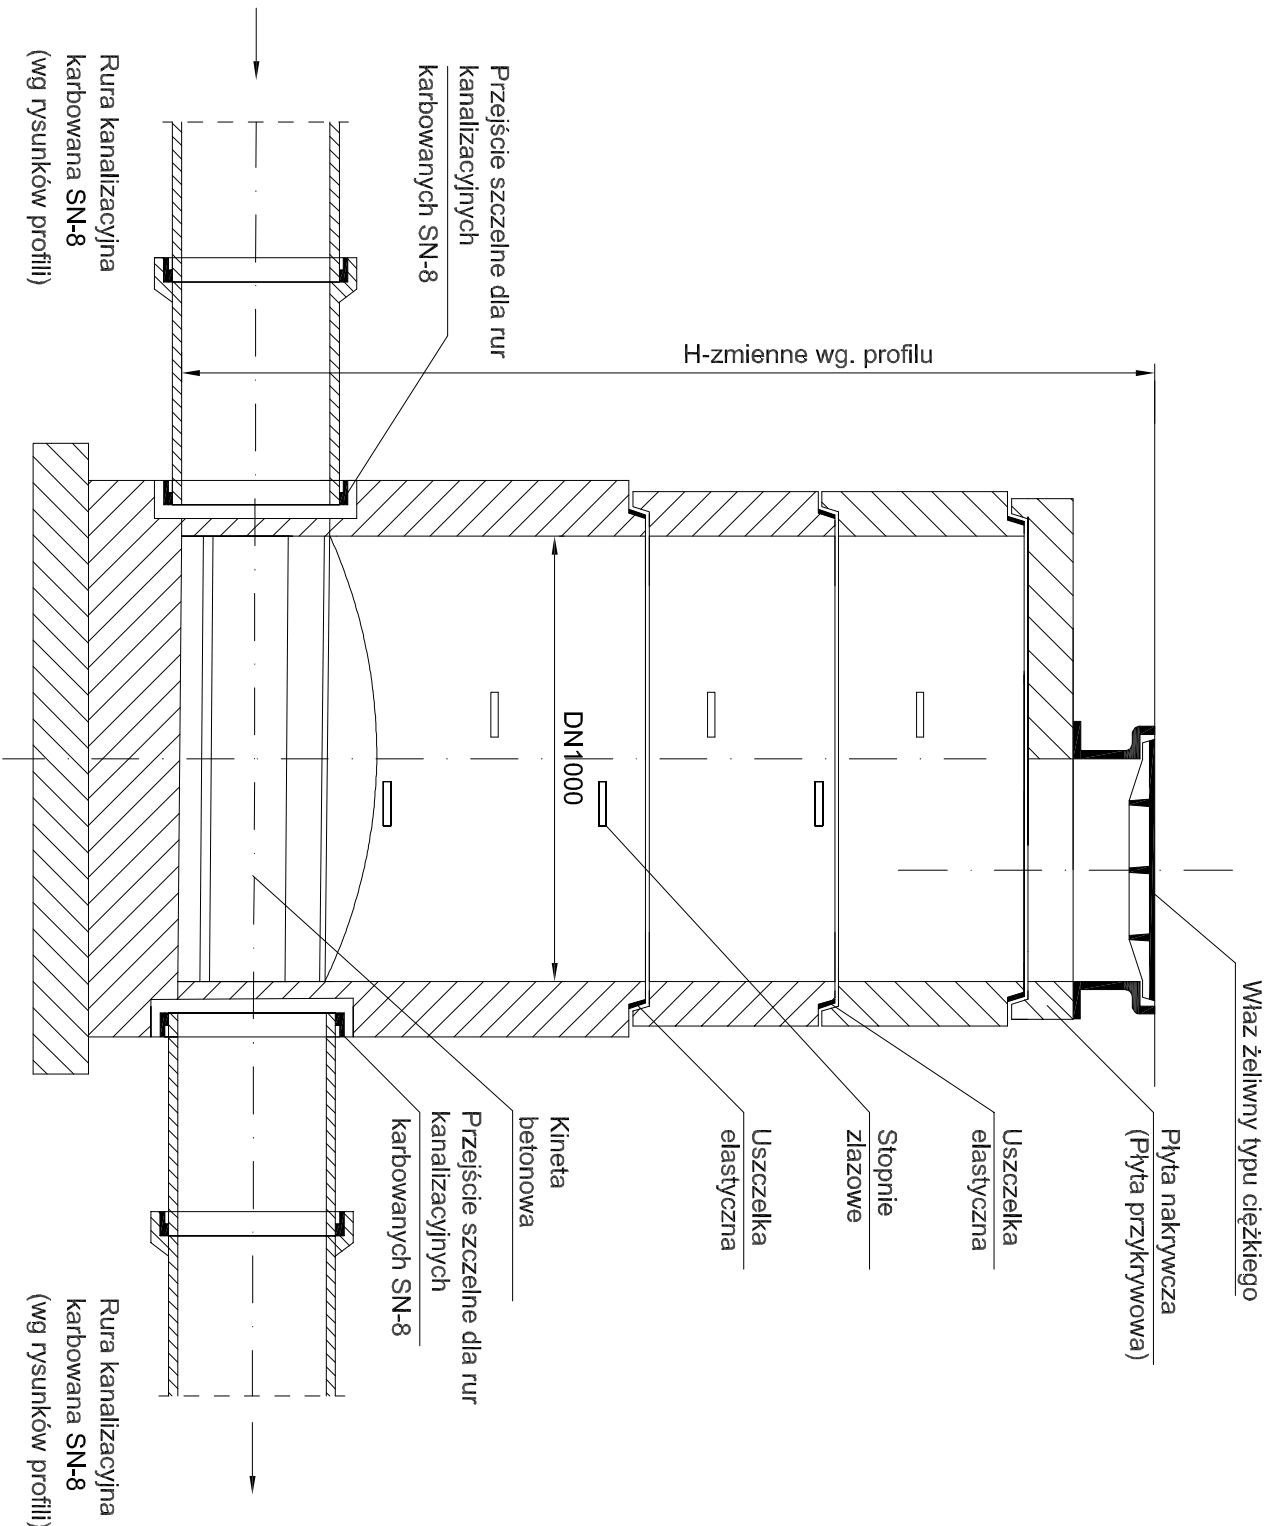 Właz żeliwny typu ciężkiego
Płyta nakrywcza
(Płyta przykrywowa)
Uszczelka
elastyczna
Stopnie
złazowe
Uszczelka
elastyczna
Kineta
betonowa
Przejście szczelne dla rur
kanalizacyjnych
karbowanych SN-8
Rura kanalizacyjna
karbowana SN-8
(wg rysunków profili)
H-zmienne wg. profilu
DN1000
Przejście szczelne dla rur
kanalizacyjnych
karbowanych SN-8
Rura kanalizacyjna
karbowana SN-8
(wg rysunków profili)